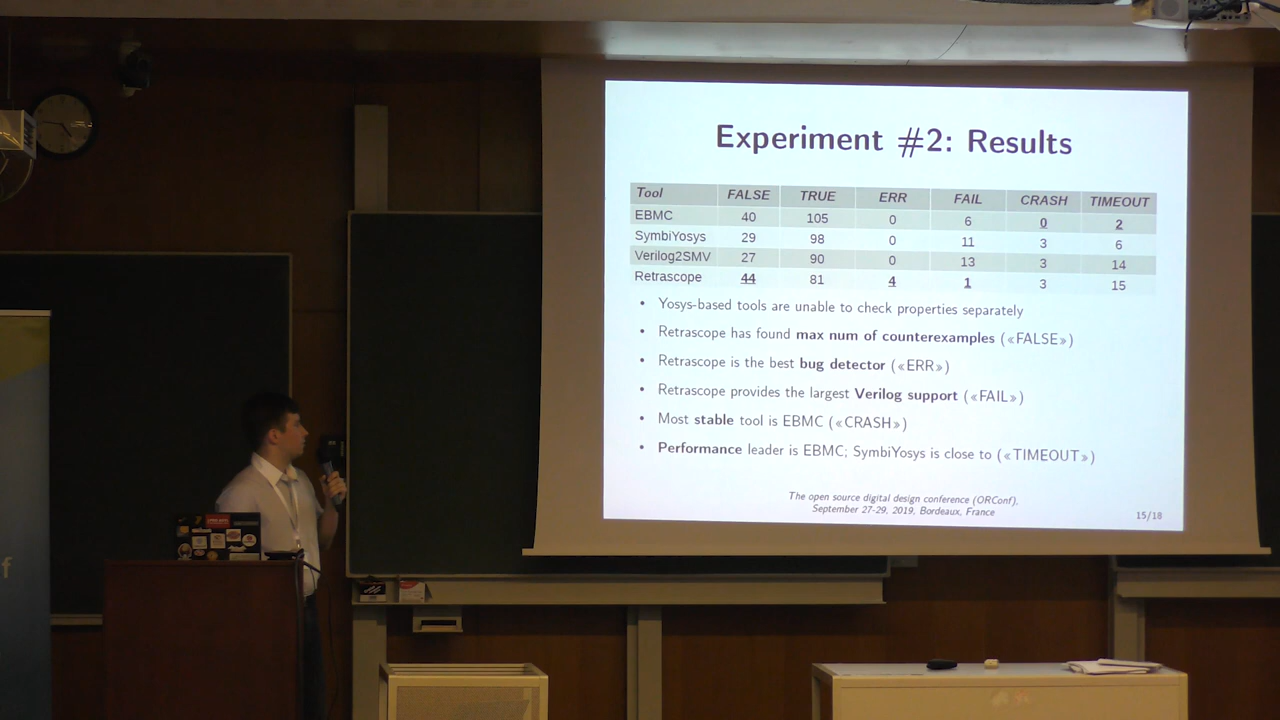 Experiment #2: Results
Tool FALSE TRUE ERR FAIL CRASH TIMEOUT
EBMC 40 105 0 6 0 2
SymbiYosys 29 98 0 11 3 6
Verilog2SMV 27 90 0 13 3 14
Retrascope 44 81 4 1 3 15
• Yosys-based tools are unable to check properties separately
• Retrascope has found max num of counterexamples («FALSE»)
• Retrascope is the best bug detector («ERR»)
• Retrascope provides the largest Verilog support («FAIL»)
• Most stable tool is EBMC («CRASH»)
• Performance leader is EBMC; SymbiYosys is close to («TIMEOUT»)
The open source digital design conference (ORConf),
September 27-29, 2019, Bordeaux, France
15/18
f